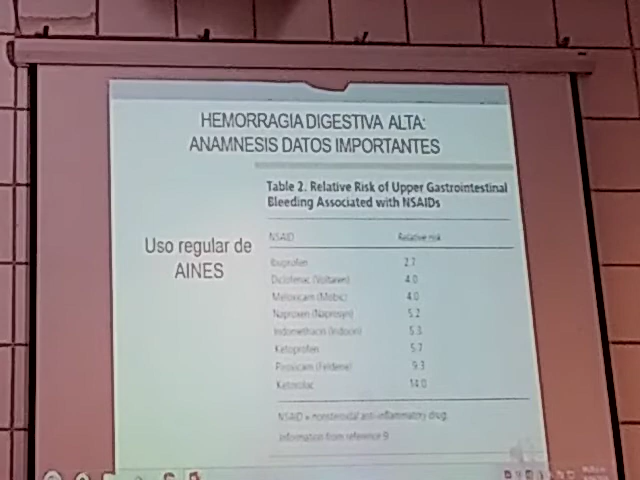 HEMORRAGIA DIGESTIVA ALTA:
ANAMNESIS DATOS IMPORTANTES
Uso regular de
AINES
Table 2. Relative Risk of Upper Gastrointestinal
Bleeding Associated with NSAIDs
NSAID Relative risk
Ibuprofen 2.7
Diclofenac (Voltaren) 4.0
Meloxicam (Mobic) 4.0
Naproxen (Naprosyn) 5.2
Indomethacin (Indocin) 5.3
Ketoprofen 5.7
Piroxicam (Feldene) 9.3
Ketorolac 14.0
NSAID = nonsteroidal anti-inflammatory drug.
Information from reference 9